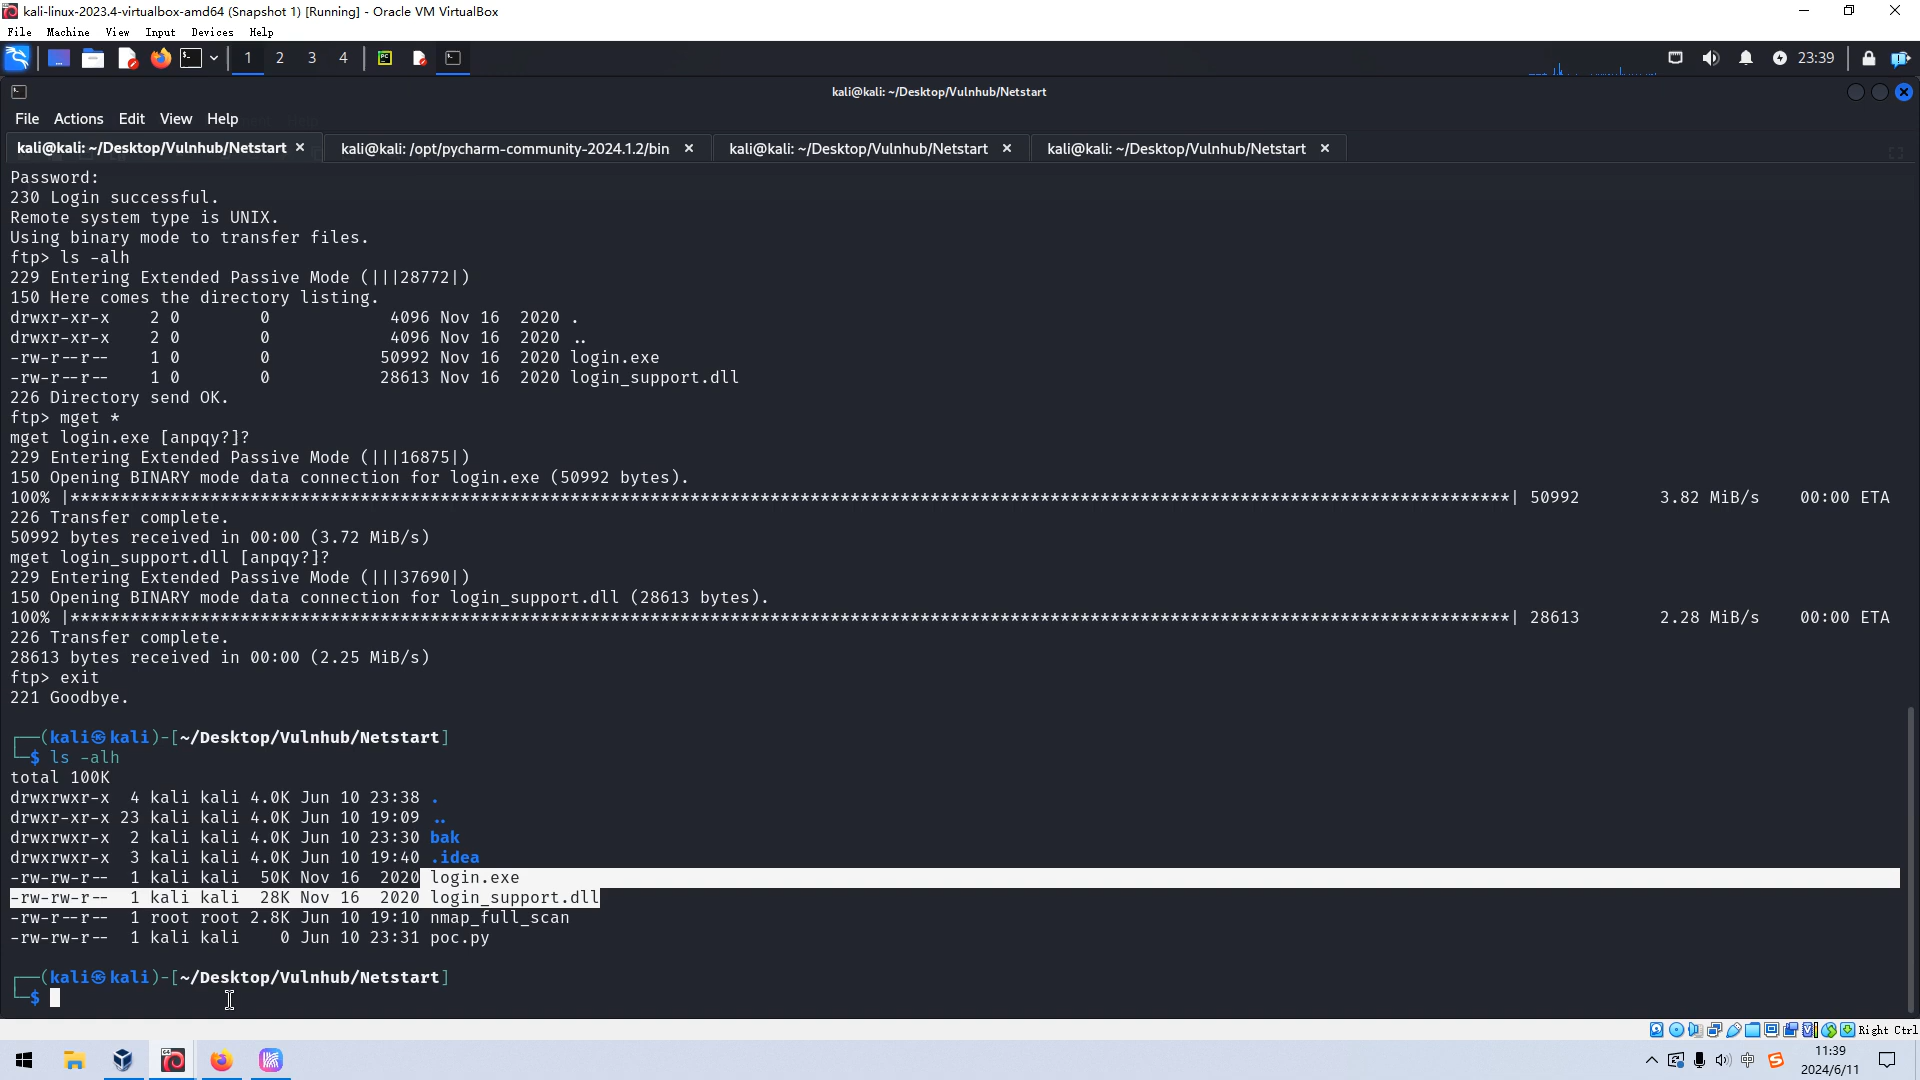 kali-linux-2023.4-virtualbox-amd64 (Snapshot 1) [Running] - Oracle VM VirtualBox
File Machine View Input Devices Help
1 2 3 4 23:39
kali@kali: ~/Desktop/Vulnhub/Netstart
File Actions Edit View Help
kali@kali: ~/Desktop/Vulnhub/Netstart × kali@kali: /opt/pycharm-community-2024.1.2/bin × kali@kali: ~/Desktop/Vulnhub/Netstart × kali@kali: ~/Desktop/Vulnhub/Netstart ×
Password:
230 Login successful.
Remote system type is UNIX.
Using binary mode to transfer files.
ftp> ls -alh
229 Entering Extended Passive Mode (|||28772|)
150 Here comes the directory listing.
drwxr-xr-x    2 0        0            4096 Nov 16  2020 .
drwxr-xr-x    2 0        0            4096 Nov 16  2020 ..
-rw-r--r--    1 0        0           50992 Nov 16  2020 login.exe
-rw-r--r--    1 0        0           28613 Nov 16  2020 login_support.dll
226 Directory send OK.
ftp> mget *
mget login.exe [anpqy?]?
229 Entering Extended Passive Mode (|||16875|)
150 Opening BINARY mode data connection for login.exe (50992 bytes).
100% |************************************************************************************************************************************************| 50992        3.82 MiB/s    00:00 ETA
226 Transfer complete.
50992 bytes received in 00:00 (3.72 MiB/s)
mget login_support.dll [anpqy?]?
229 Entering Extended Passive Mode (|||37690|)
150 Opening BINARY mode data connection for login_support.dll (28613 bytes).
100% |************************************************************************************************************************************************| 28613        2.28 MiB/s    00:00 ETA
226 Transfer complete.
28613 bytes received in 00:00 (2.25 MiB/s)
ftp> exit
221 Goodbye.
┌──(kali㉿kali)-[~/Desktop/Vulnhub/Netstart]
└─$ ls -alh
total 100K
drwxrwxr-x  4 kali kali 4.0K Jun 10 23:38 .
drwxr-xr-x 23 kali kali 4.0K Jun 10 19:09 ..
drwxrwxr-x  2 kali kali 4.0K Jun 10 23:30 bak
drwxrwxr-x  3 kali kali 4.0K Jun 10 19:40 .idea
-rw-rw-r--  1 kali kali  50K Nov 16  2020 login.exe
-rw-rw-r--  1 kali kali  28K Nov 16  2020 login_support.dll
-rw-r--r--  1 root root 2.8K Jun 10 19:10 nmap_full_scan
-rw-rw-r--  1 kali kali    0 Jun 10 23:31 poc.py
┌──(kali㉿kali)-[~/Desktop/Vulnhub/Netstart]
└─$
Right Ctrl
中 11:39
2024/6/11